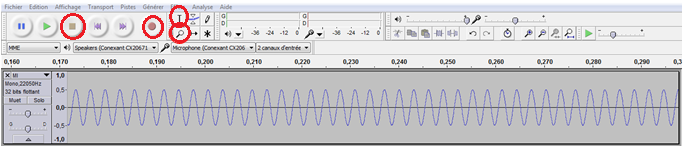 Fichier Edition Affichage Transport Pistes Générer Analyse Aide
G
D
-36 -24 -12 0
-36 -24 -12 0
MME Speakers (Conexant CX20671 Microphone (Conexant CX206 2 canaux d'entrée
0,160 0,170 0,180 0,190 0,200 0,210 0,220 0,230 0,240 0,250 0,260 0,270 0,280 0,290 0,3
MI 1,0
Mono,22050Hz
32 bits flottant
Muet Solo 0,5
0,0
-0,5
-1,0